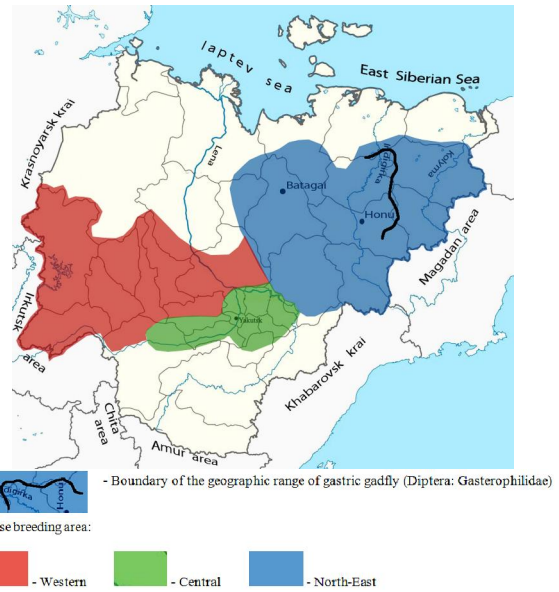 laptev sea
East Siberian Sea
Krasnoyarsk krai
Lena
Kolyma
Batagai
Honu
Magadan area
Irkutsk
area
Yakutsk
Khabarovsk krai
Chita
area
Amur area
Honu
- Boundary of the geographic range of gastric gadfly (Diptera: Gasterophilidae)
se breeding area:
- Western
- Central
- North-East